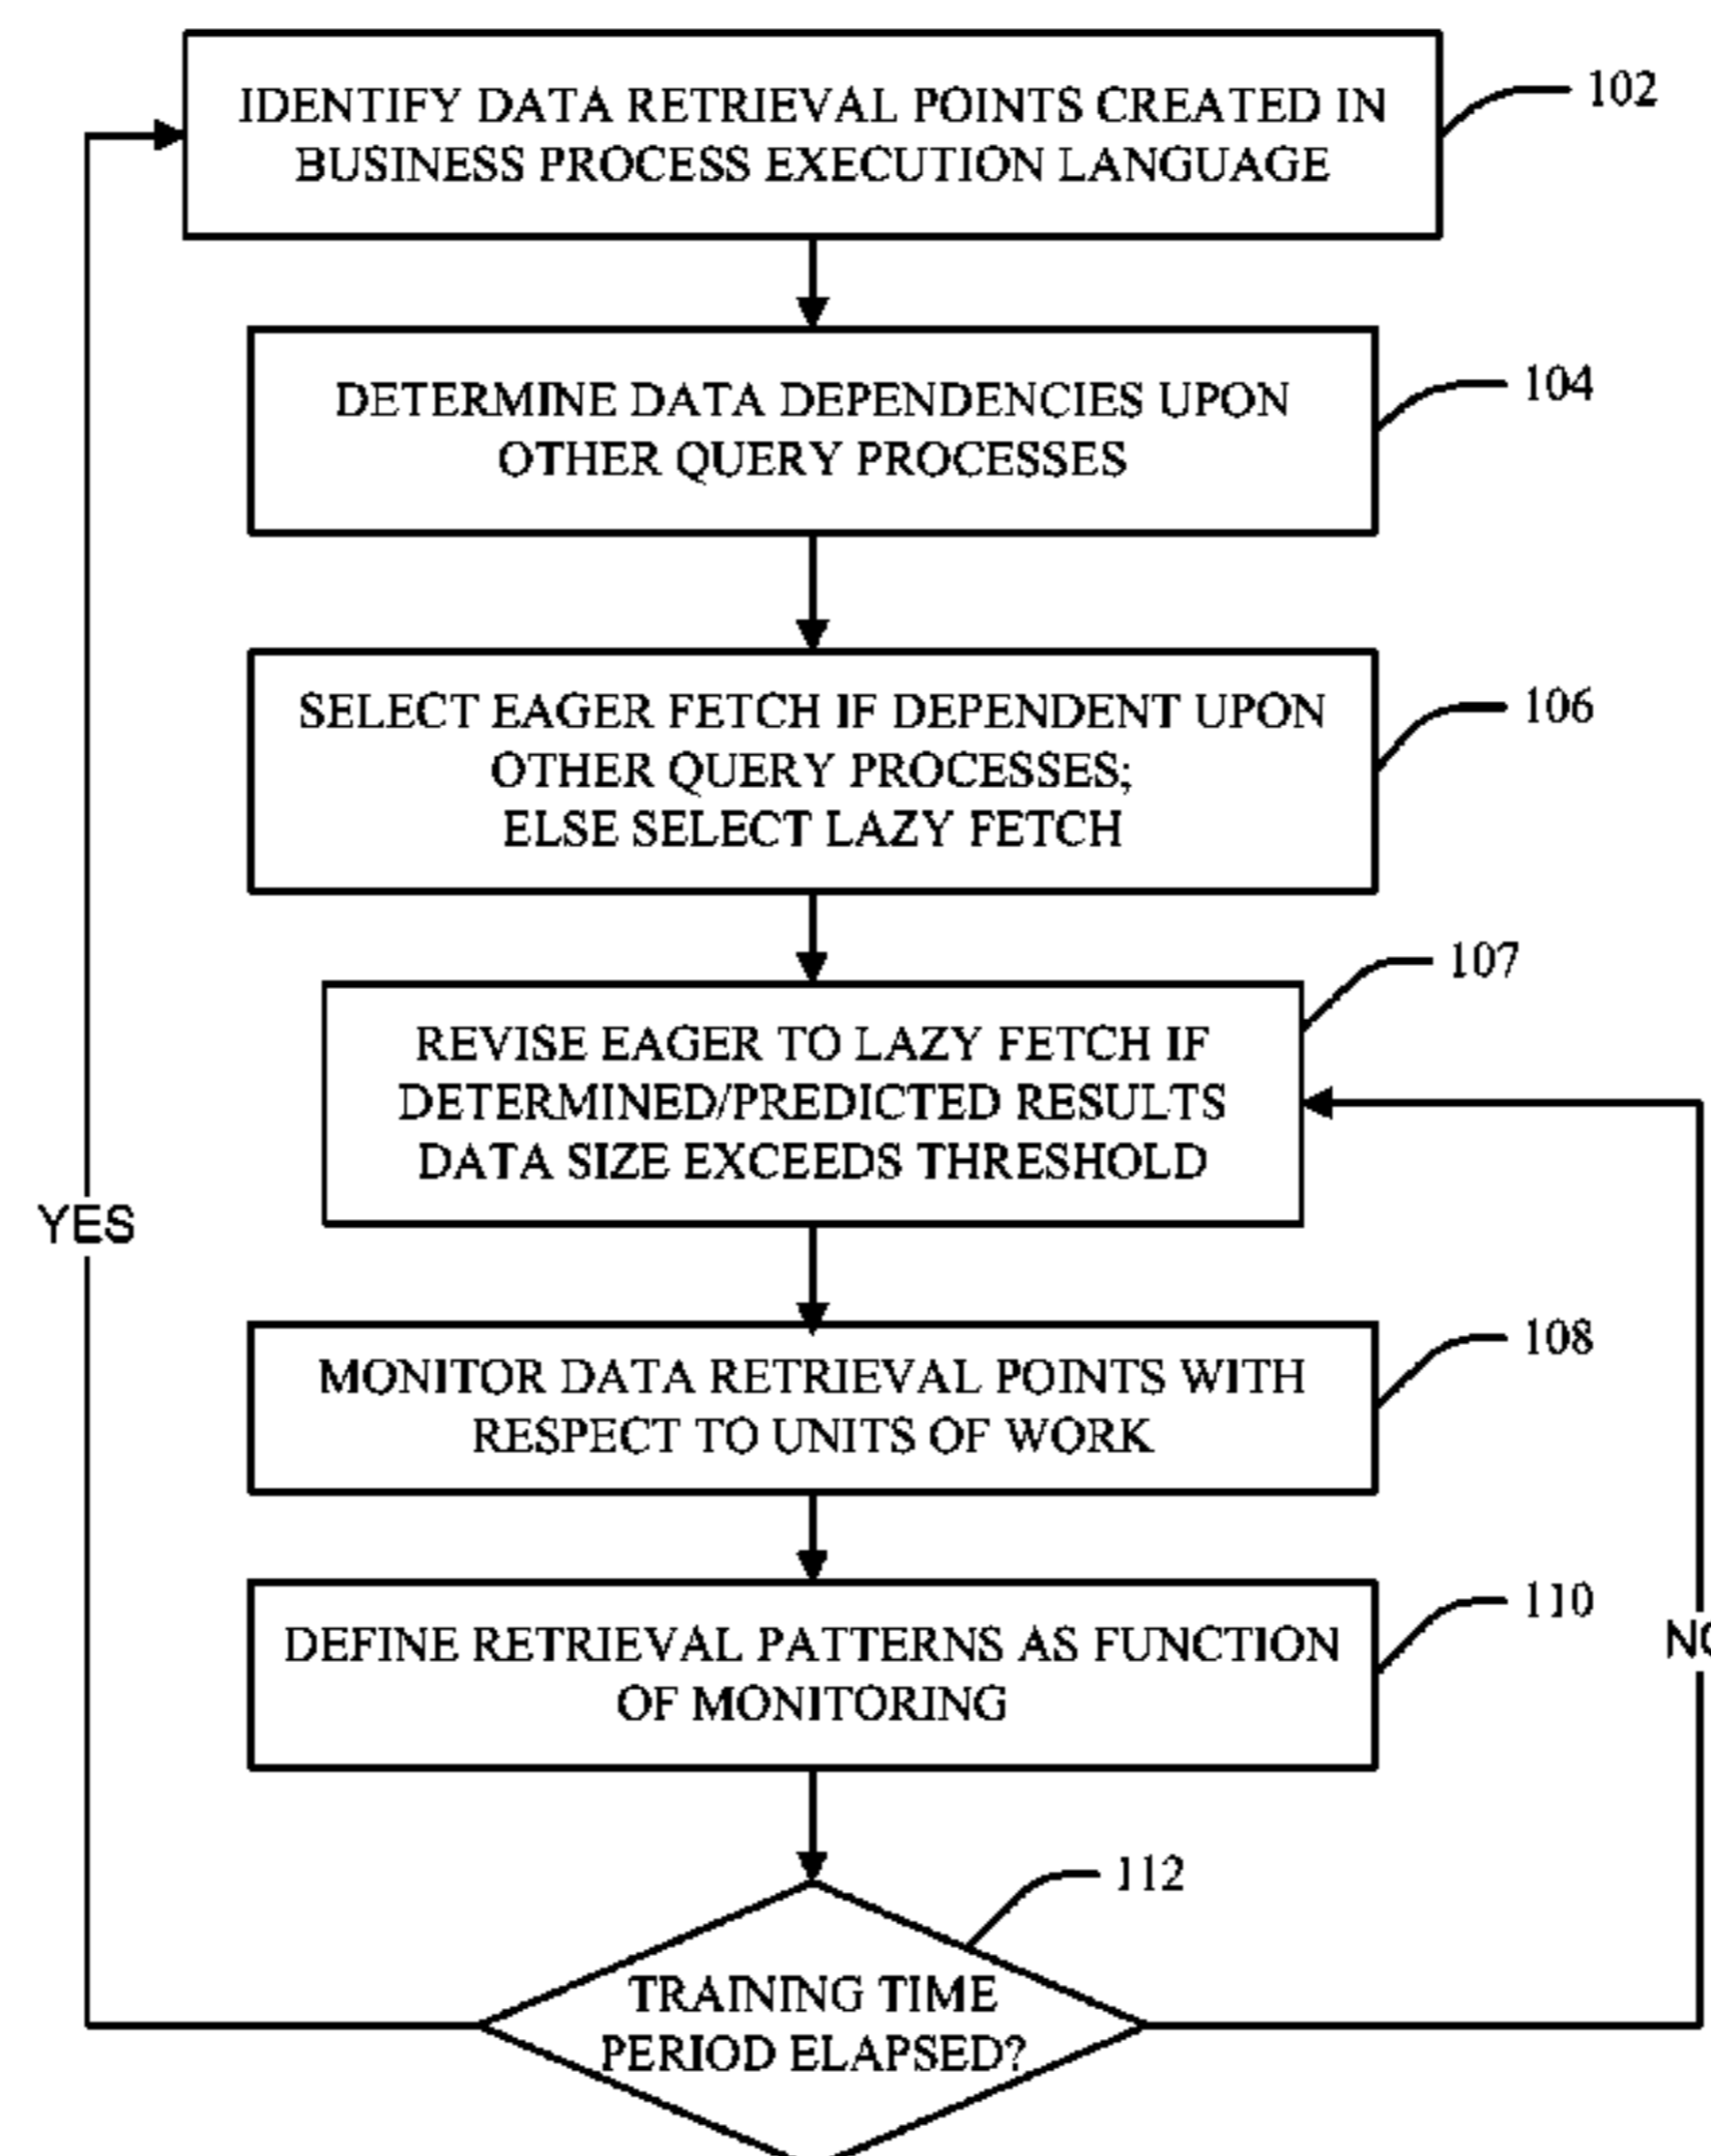 IDENTIFY DATA RETRIEVAL POINTS CREATED IN
BUSINESS PROCESS EXECUTION LANGUAGE
102
DETERMINE DATA DEPENDENCIES UPON
OTHER QUERY PROCESSES
104
SELECT EAGER FETCH IF DEPENDENT UPON
OTHER QUERY PROCESSES;
ELSE SELECT LAZY FETCH
106
REVISE EAGER TO LAZY FETCH IF
DETERMINED/PREDICTED RESULTS
DATA SIZE EXCEEDS THRESHOLD
107
YES
MONITOR DATA RETRIEVAL POINTS WITH
RESPECT TO UNITS OF WORK
108
DEFINE RETRIEVAL PATTERNS AS FUNCTION
OF MONITORING
110
TRAINING TIME
PERIOD ELAPSED?
112